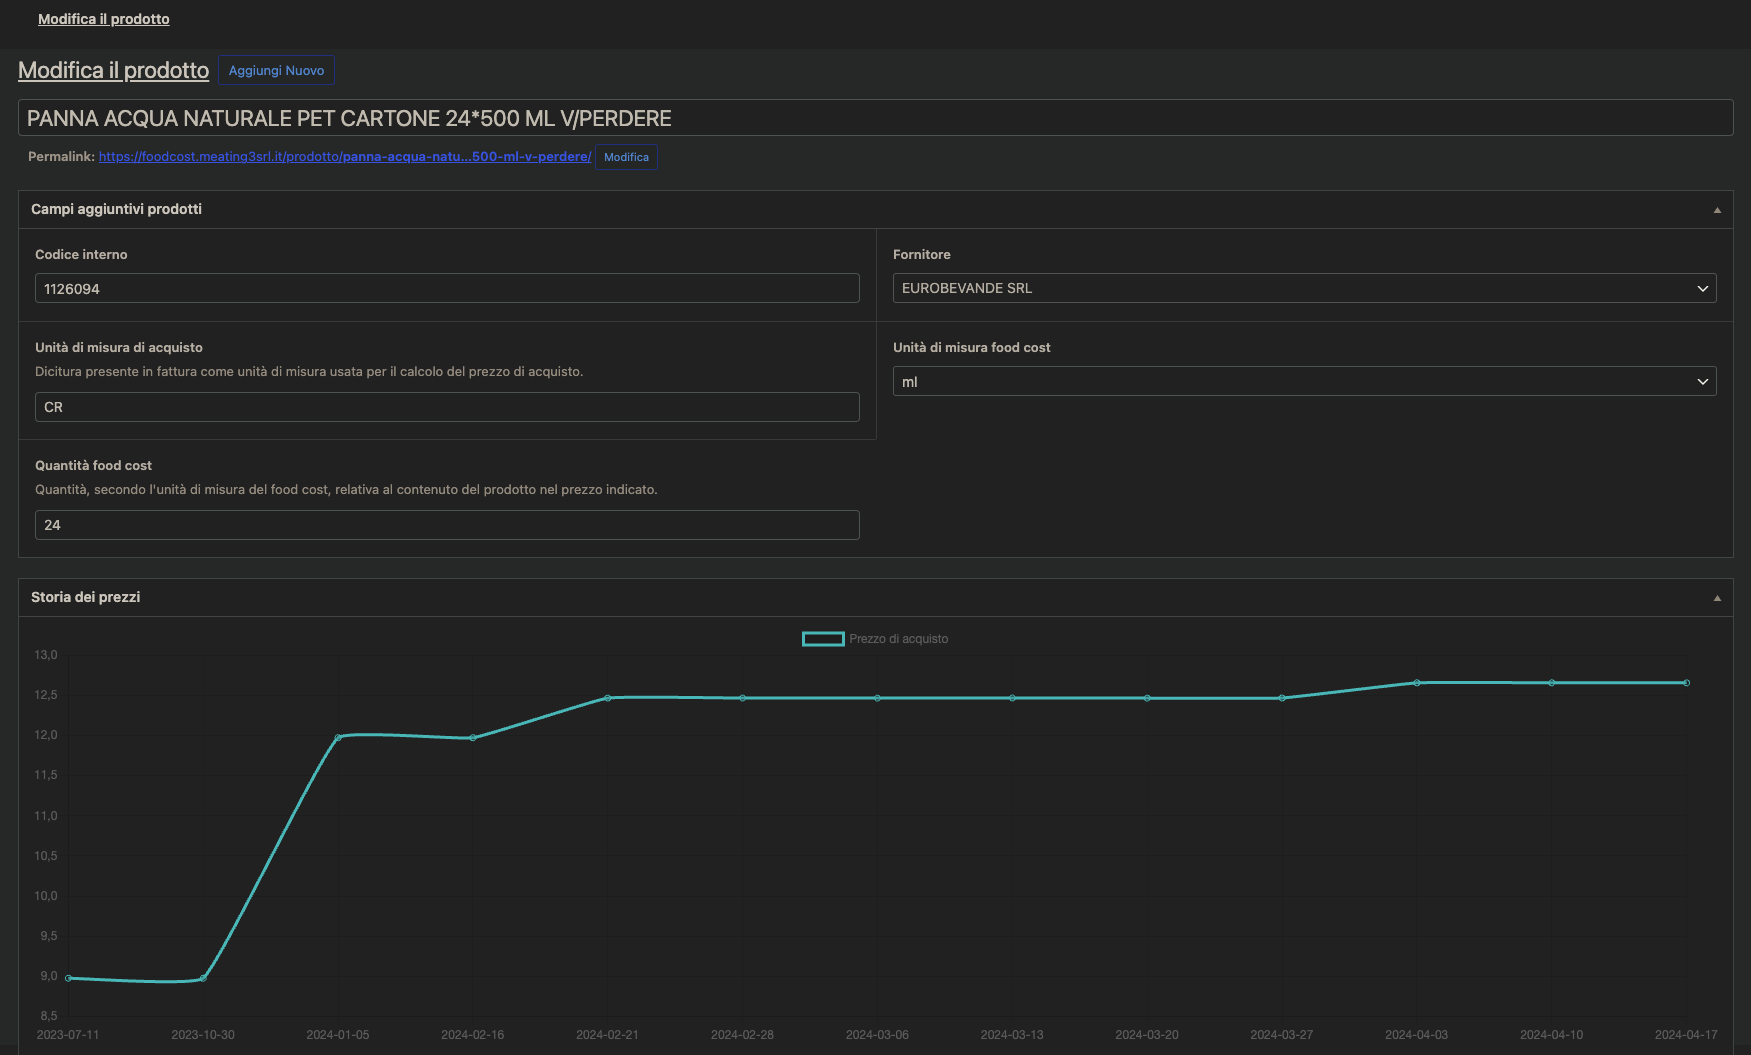 Modifica il prodotto
Modifica il prodotto Aggiungi Nuovo
PANNA ACQUA NATURALE PET CARTONE 24*500 ML V/PERDERE
Permalink: https://foodcost.meating3srl.it/prodotto/panna-acqua-natu...500-ml-v-perdere/ Modifica
Campi aggiuntivi prodotti
Codice interno
1126094
Fornitore
EUROBEVANDE SRL
Unità di misura di acquisto
Dicitura presente in fattura come unità di misura usata per il calcolo del prezzo di acquisto.
CR
Unità di misura food cost
ml
Quantità food cost
Quantità, secondo l'unità di misura del food cost, relativa al contenuto del prodotto nel prezzo indicato.
24
Storia dei prezzi
Prezzo di acquisto
13,0
12,5
12,0
11,5
11,0
10,5
10,0
9,5
9,0
8,5
2023-07-11 2023-10-30 2024-01-05 2024-02-16 2024-02-21 2024-02-28 2024-03-06 2024-03-13 2024-03-20 2024-03-27 2024-04-03 2024-04-10 2024-04-17